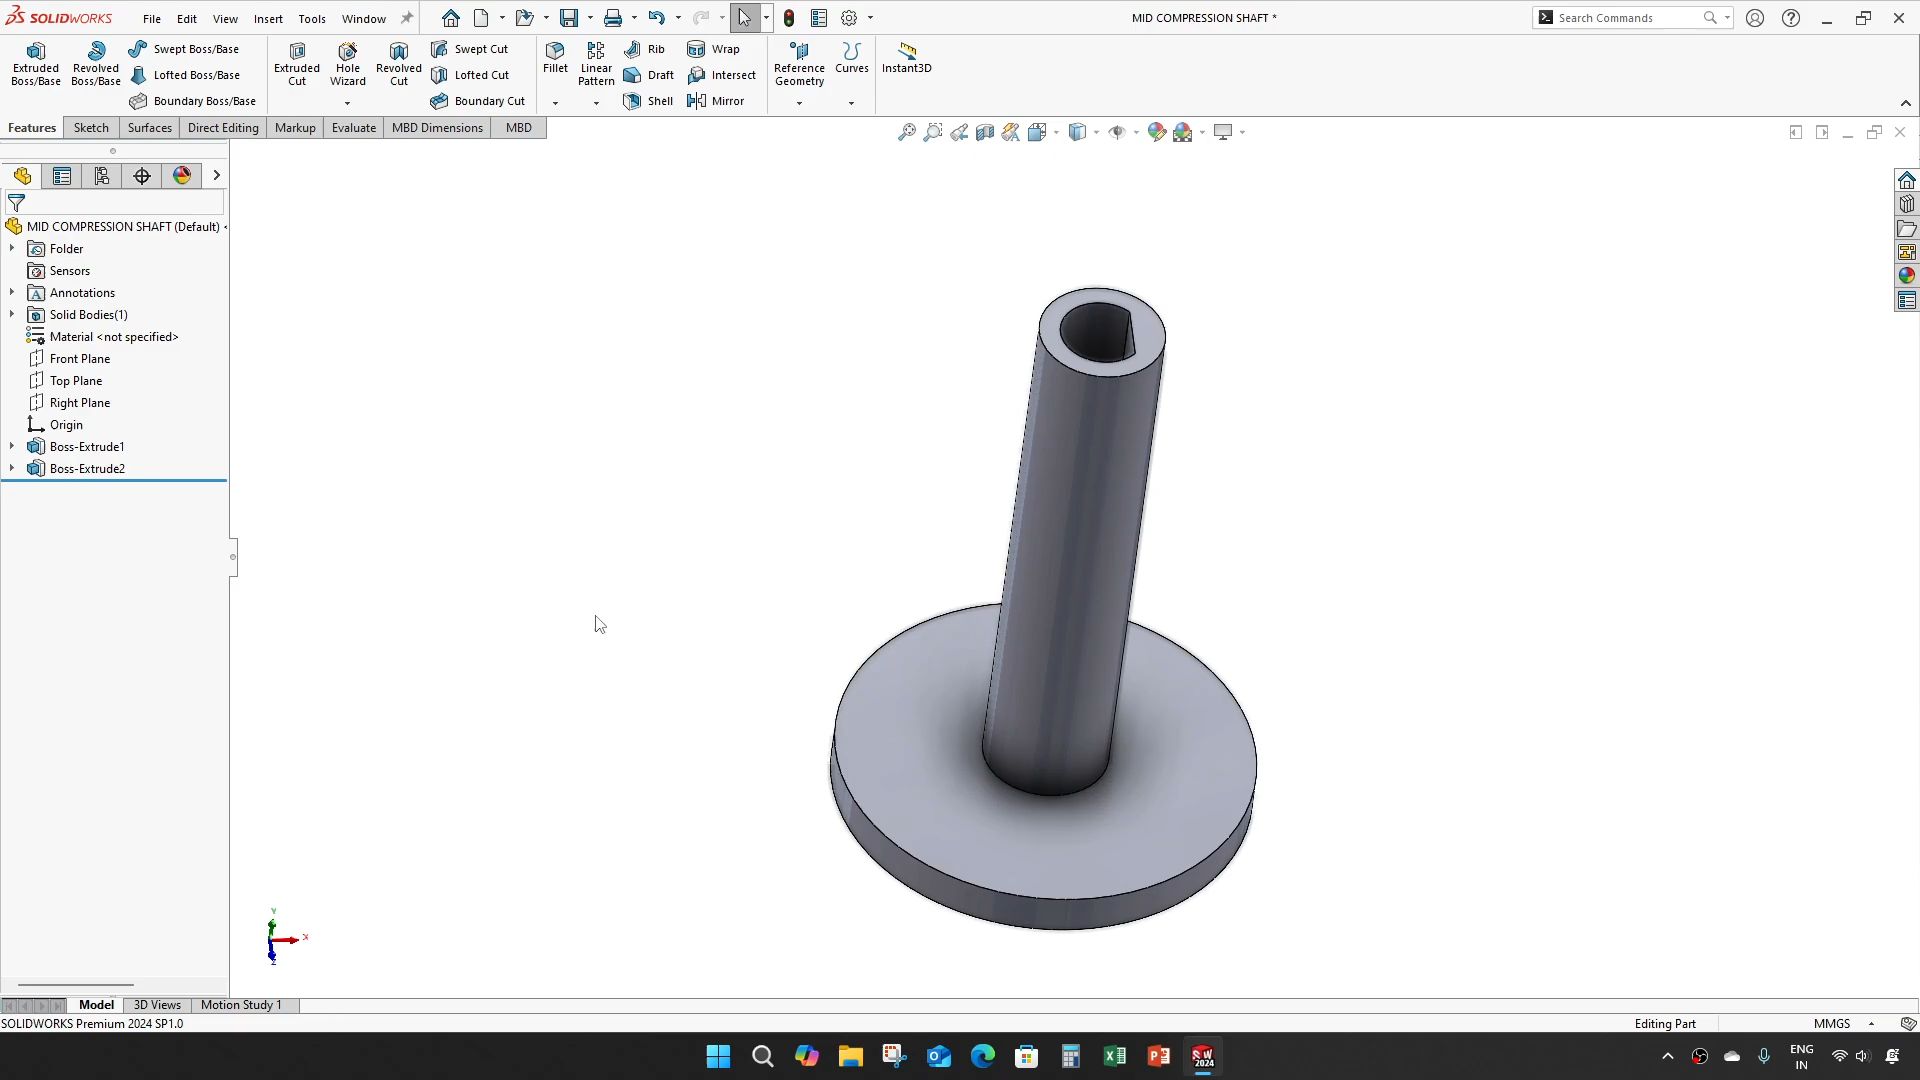 SOLIDWORKS File Edit View Insert Tools Window MID COMPRESSION SHAFT * Search Commands
Extruded Boss/Base
Revolved Boss/Base
Swept Boss/Base
Lofted Boss/Base
Boundary Boss/Base
Extruded Cut
Hole Wizard
Revolved Cut
Swept Cut
Lofted Cut
Boundary Cut
Fillet
Linear Pattern
Rib
Draft
Shell
Wrap
Intersect
Mirror
Reference Geometry
Curves
Instant3D
Features Sketch Surfaces Direct Editing Markup Evaluate MBD Dimensions MBD
MID COMPRESSION SHAFT (Default)
Folder
Sensors
Annotations
Solid Bodies(1)
Material <not specified>
Front Plane
Top Plane
Right Plane
Origin
Boss-Extrude1
Boss-Extrude2
Y
X
Z
Model 3D Views Motion Study 1
SOLIDWORKS Premium 2024 SP1.0 Editing Part MMGS
SW 2024
ENG
IN